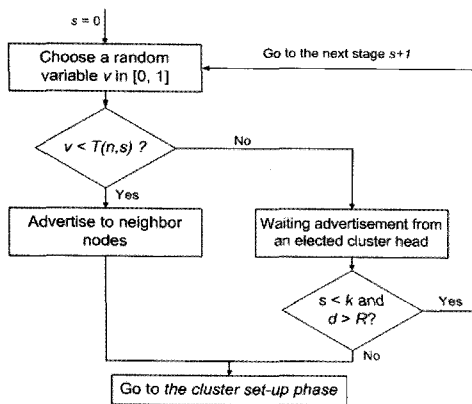 s = 0
Choose a random
variable v in [0, 1]
Go to the next stage s+1
v < T(n,s) ?
No
Yes
Advertise to neighbor
nodes
Waiting advertisement from
an elected cluster head
s < k and
d > R?
Yes
No
Go to the cluster set-up phase